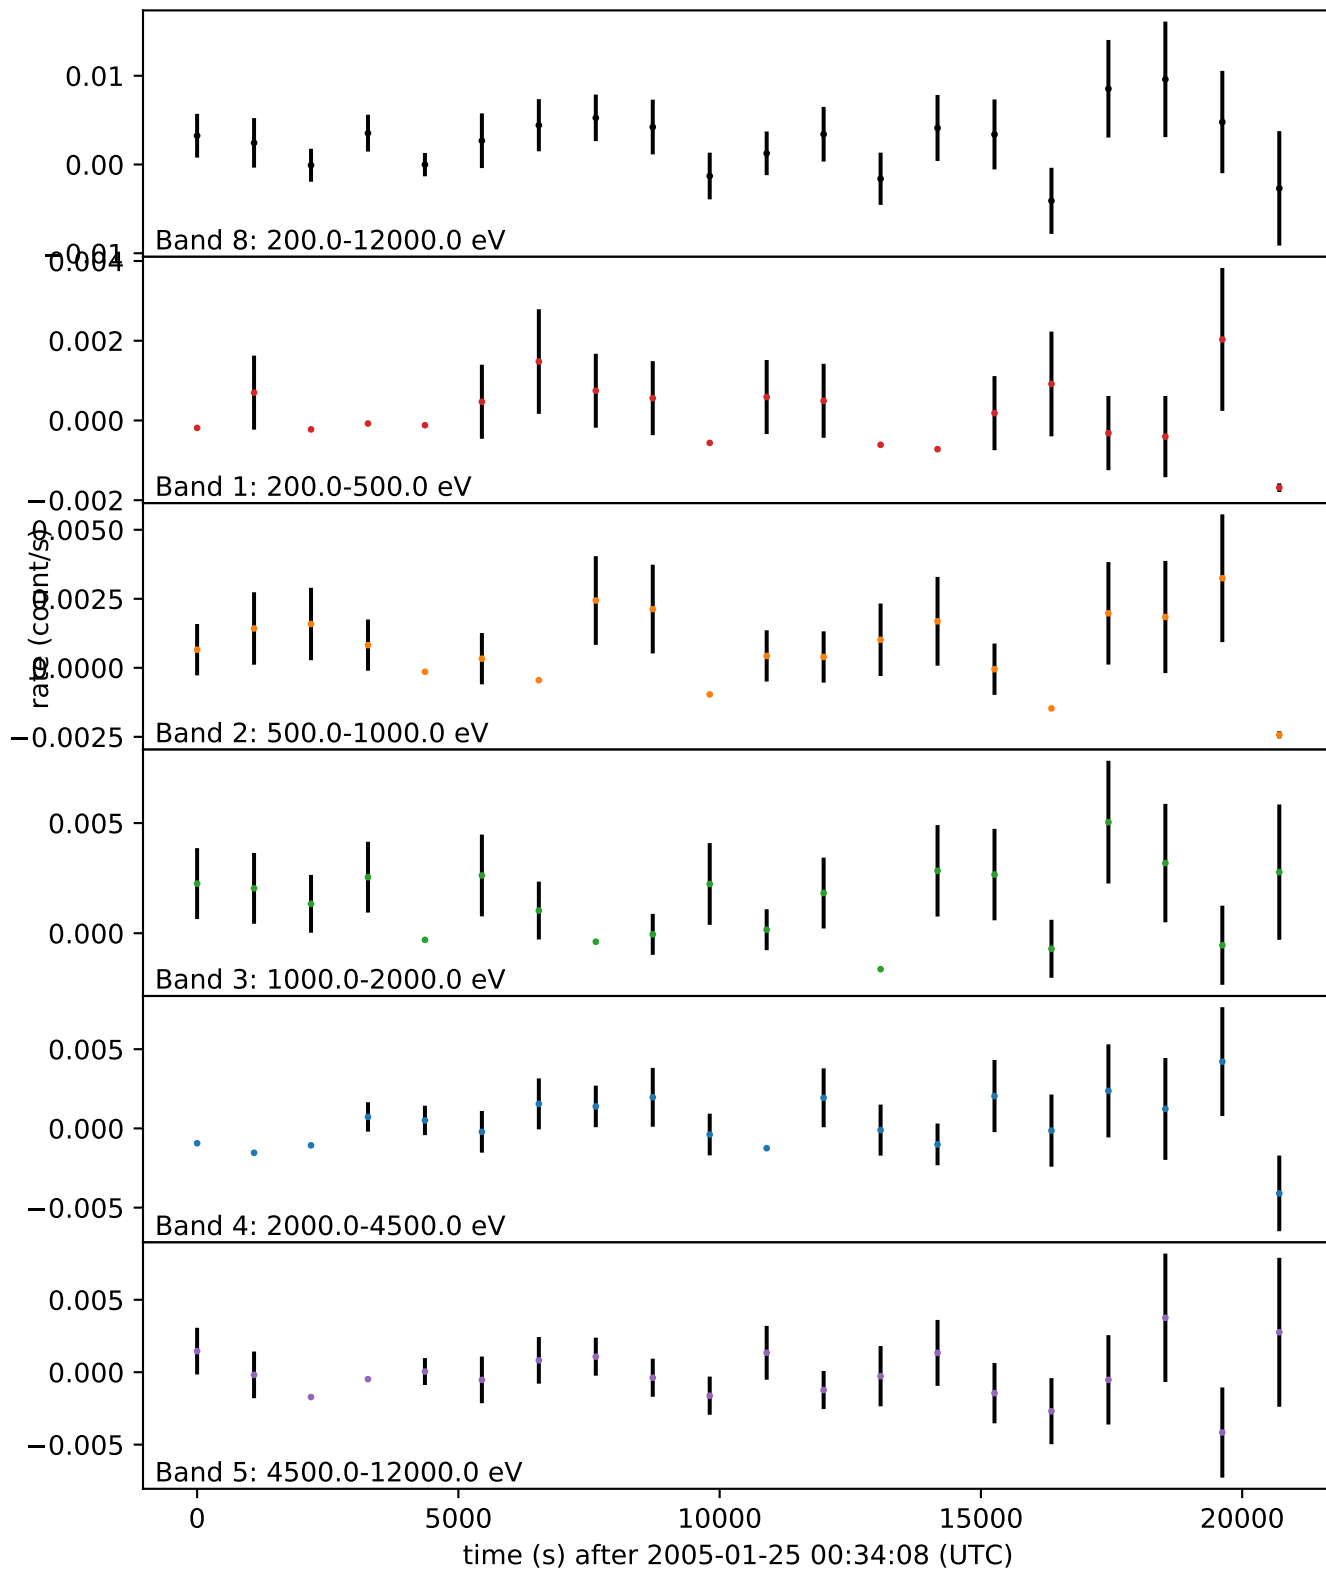 0.01
0.00
−0.01
Band 8: 200.0-12000.0 eV
0.004
0.002
0.000
−0.002
Band 1: 200.0-500.0 eV
rate (count/s)
0.0050
0.0025
0.0000
−0.0025
Band 2: 500.0-1000.0 eV
0.005
0.000
Band 3: 1000.0-2000.0 eV
0.005
0.000
−0.005
Band 4: 2000.0-4500.0 eV
0.005
0.000
−0.005
Band 5: 4500.0-12000.0 eV
0 5000 10000 15000 20000
time (s) after 2005-01-25 00:34:08 (UTC)